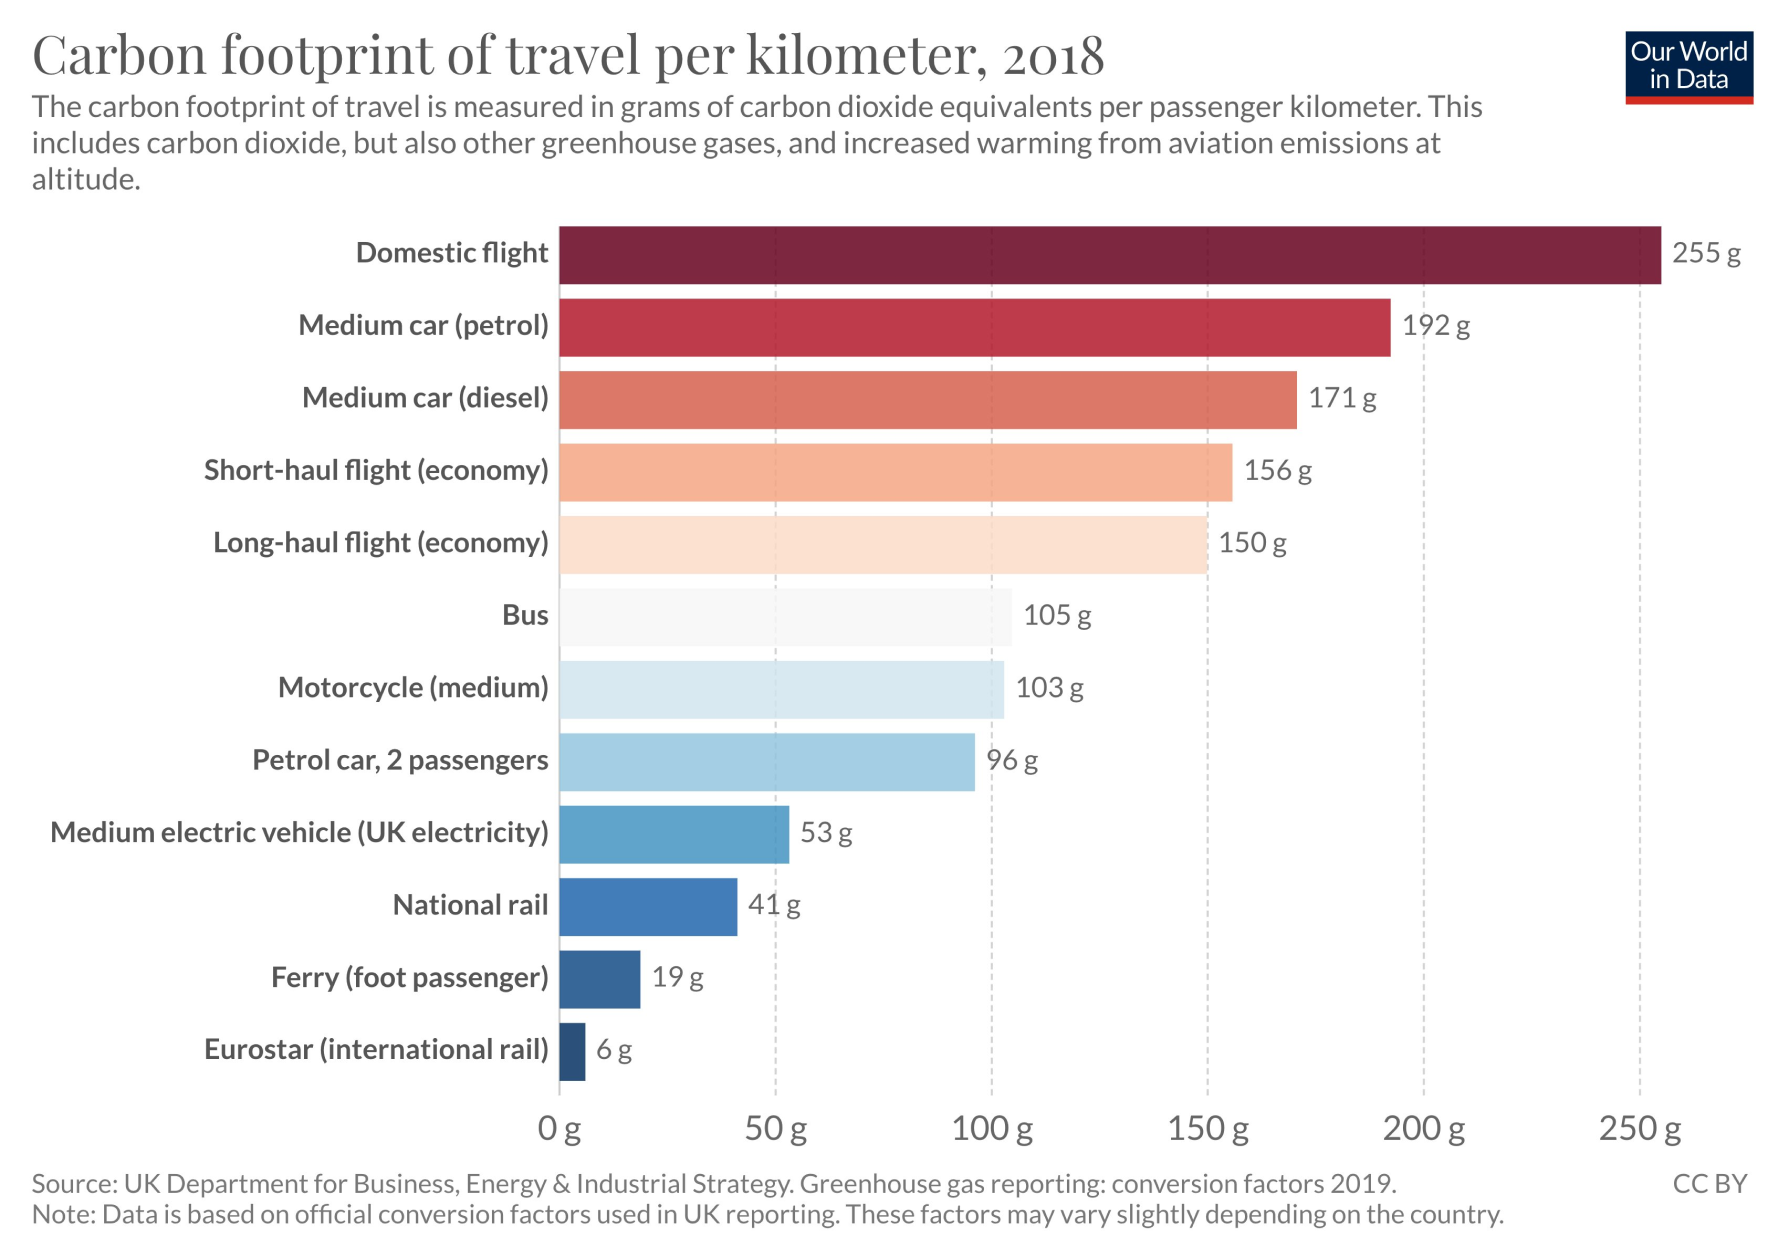 Carbon footprint of travel per kilometer, 2018
Our World
in Data
The carbon footprint of travel is measured in grams of carbon dioxide equivalents per passenger kilometer. This
includes carbon dioxide, but also other greenhouse gases, and increased warming from aviation emissions at
altitude.
Domestic flight 255 g
Medium car (petrol) 192 g
Medium car (diesel) 171 g
Short-haul flight (economy) 156 g
Long-haul flight (economy) 150 g
Bus 105 g
Motorcycle (medium) 103 g
Petrol car, 2 passengers 96 g
Medium electric vehicle (UK electricity) 53 g
National rail 41 g
Ferry (foot passenger) 19 g
Eurostar (international rail) 6 g
0 g 50 g 100 g 150 g 200 g 250 g
Source: UK Department for Business, Energy & Industrial Strategy. Greenhouse gas reporting: conversion factors 2019. CC BY
Note: Data is based on official conversion factors used in UK reporting. These factors may vary slightly depending on the country.